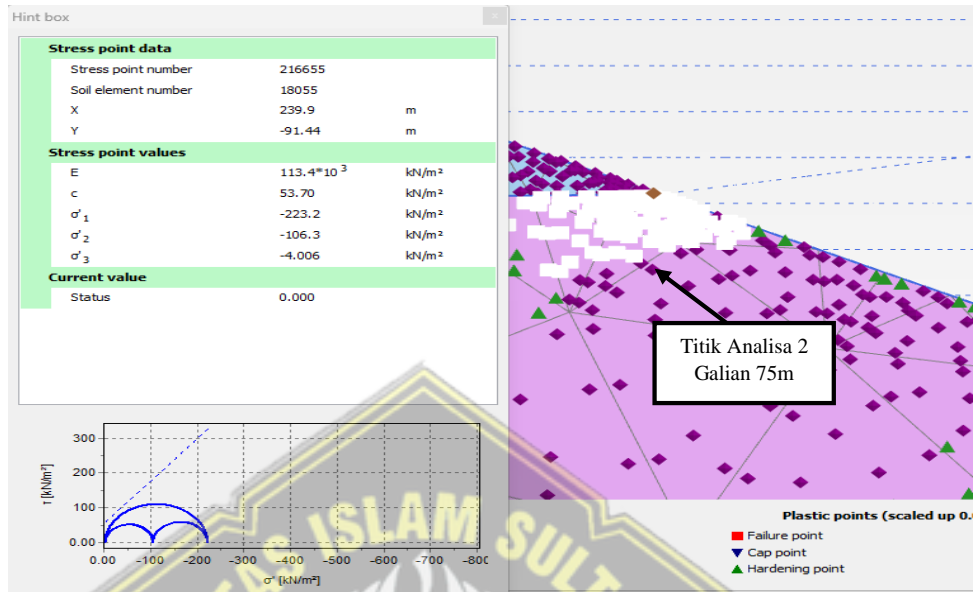 Hint box
Stress point data
Stress point number 216655
Soil element number 18055
X 239.9 m
Y -91.44 m
Stress point values
E 113.4*10 3 kN/m²
c 53.70 kN/m²
σ' 1 -223.2 kN/m²
σ' 2 -106.3 kN/m²
σ' 3 -4.006 kN/m²
Current value
Status 0.000
Titik Analisa 2
Galian 75m
300
200
100
0.00
τ [kN/m²]
0.00 -100 -200 -300 -400 -500 -600 -700 -800
σ' [kN/m²]
ISLAM SULT
Plastic points (scaled up 0.
Failure point
Cap point
Hardening point